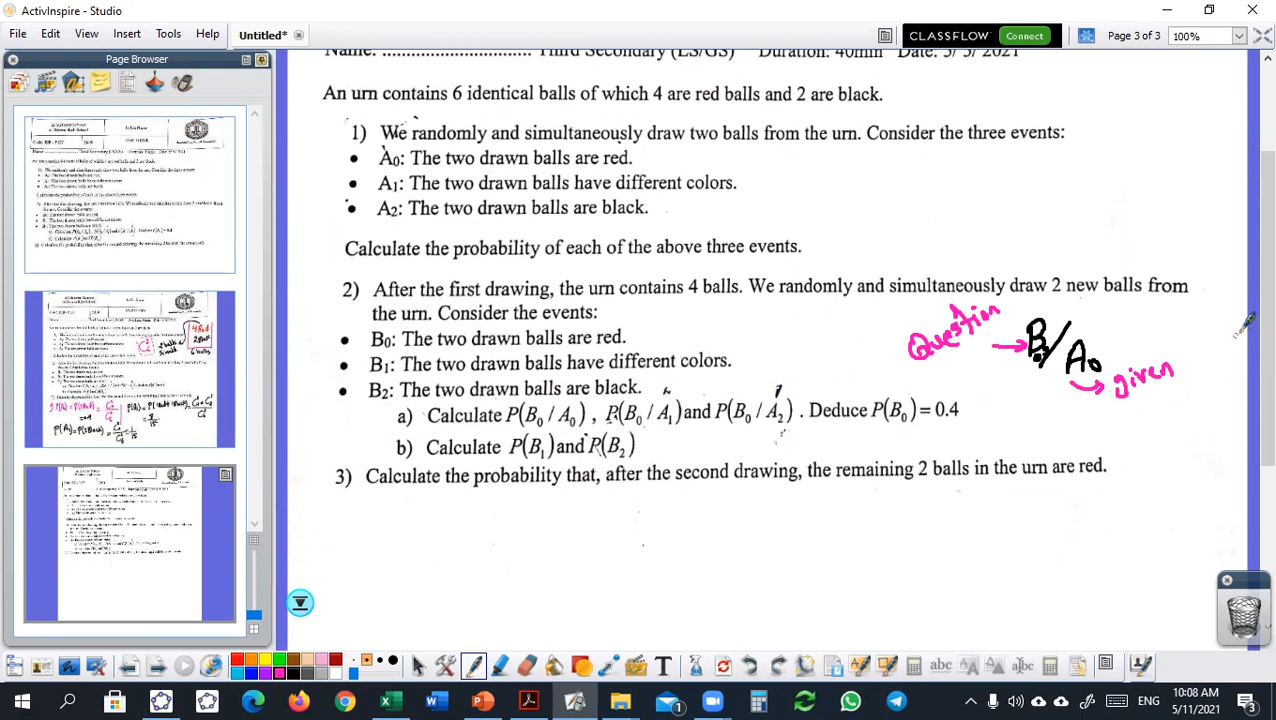 ActivInspire - Studio
File Edit View Insert Tools Help Untitled*
CLASSFLOW Connect Page 3 of 3 100%
Page Browser
Name: Third Secondary (LS/GS) Duration: 40min Date: 5/5/2021
An urn contains 6 identical balls of which 4 are red balls and 2 are black.
1) We randomly and simultaneously draw two balls from the urn. Consider the three events:
• A0: The two drawn balls are red.
• A1: The two drawn balls have different colors.
• A2: The two drawn balls are black.
Calculate the probability of each of the above three events.
2) After the first drawing, the urn contains 4 balls. We randomly and simultaneously draw 2 new balls from
the urn. Consider the events:
• B0: The two drawn balls are red.
• B1: The two drawn balls have different colors.
• B2: The two drawn balls are black.
Question B0/A0 given
a) Calculate P(B0 / A0) , P(B0 / A1) and P(B0 / A2) . Deduce P(B0) = 0.4
b) Calculate P(B1) and P(B2)
3) Calculate the probability that, after the second drawing, the remaining 2 balls in the urn are red.
abc
ENG
10:08 AM
5/11/2021